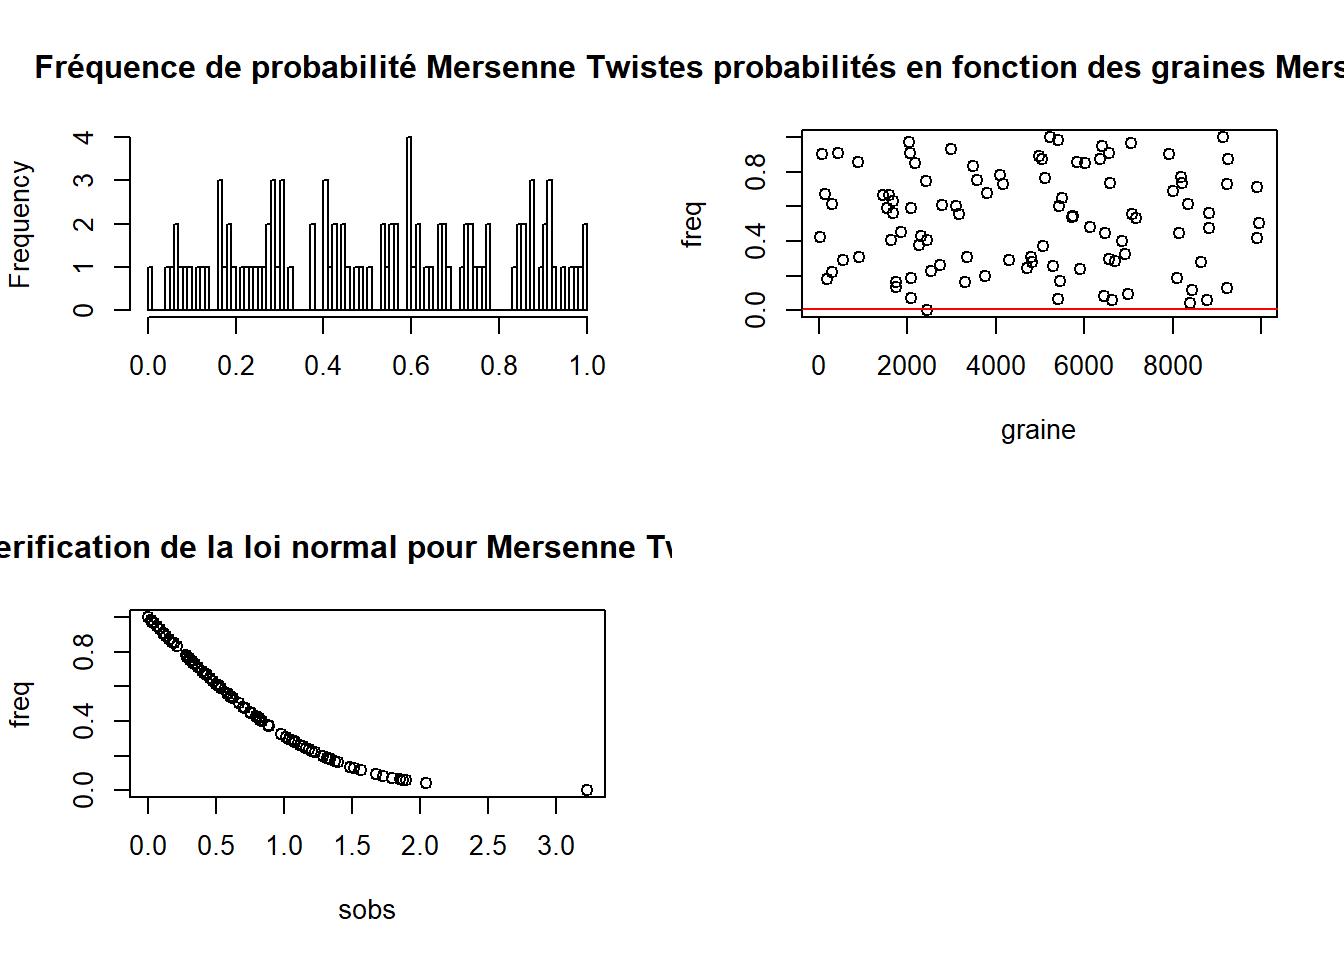 Fréquence de probabilité Mersenne Twistes probabilités en fonction des graines Mers
Frequency
0 1 2 3 4
0.0 0.2 0.4 0.6 0.8 1.0
freq
0.0 0.4 0.8
0 2000 4000 6000 8000
graine
erification de la loi normal pour Mersenne Tw
freq
0.0 0.4 0.8
0.0 0.5 1.0 1.5 2.0 2.5 3.0
sobs